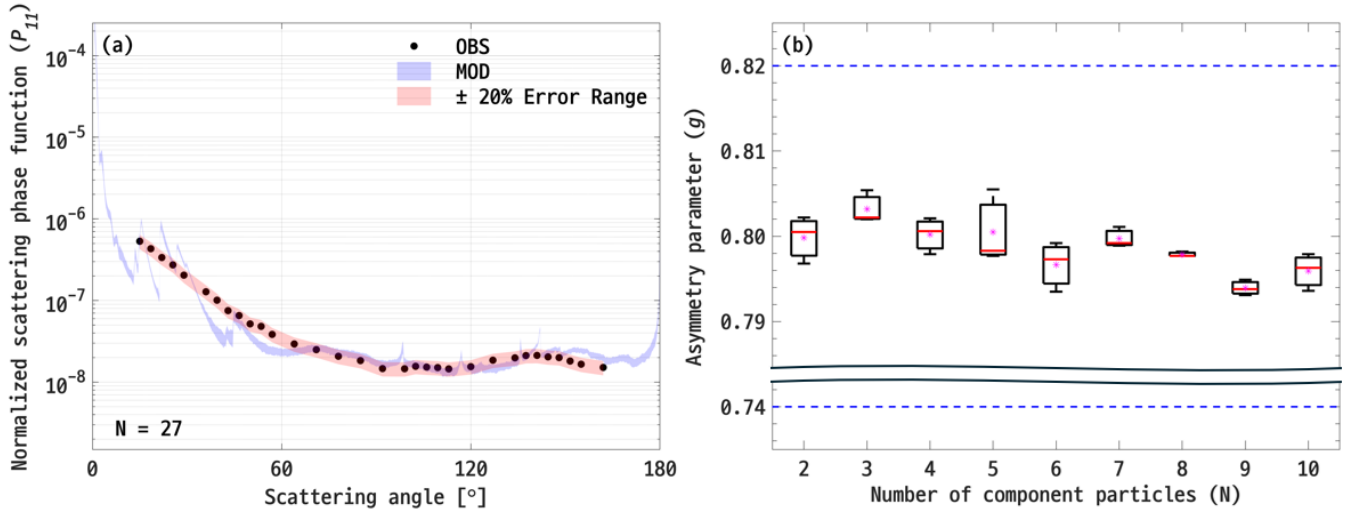 Normalized scattering phase function (P₁₁)
(a)
OBS
MOD
± 20% Error Range
10⁻⁴
10⁻⁵
10⁻⁶
10⁻⁷
10⁻⁸
N = 27
0 60 120 180
Scattering angle [°]
Asymmetry parameter (g)
(b)
0.82
0.81
0.80
0.79
0.74
2 3 4 5 6 7 8 9 10
Number of component particles (N)